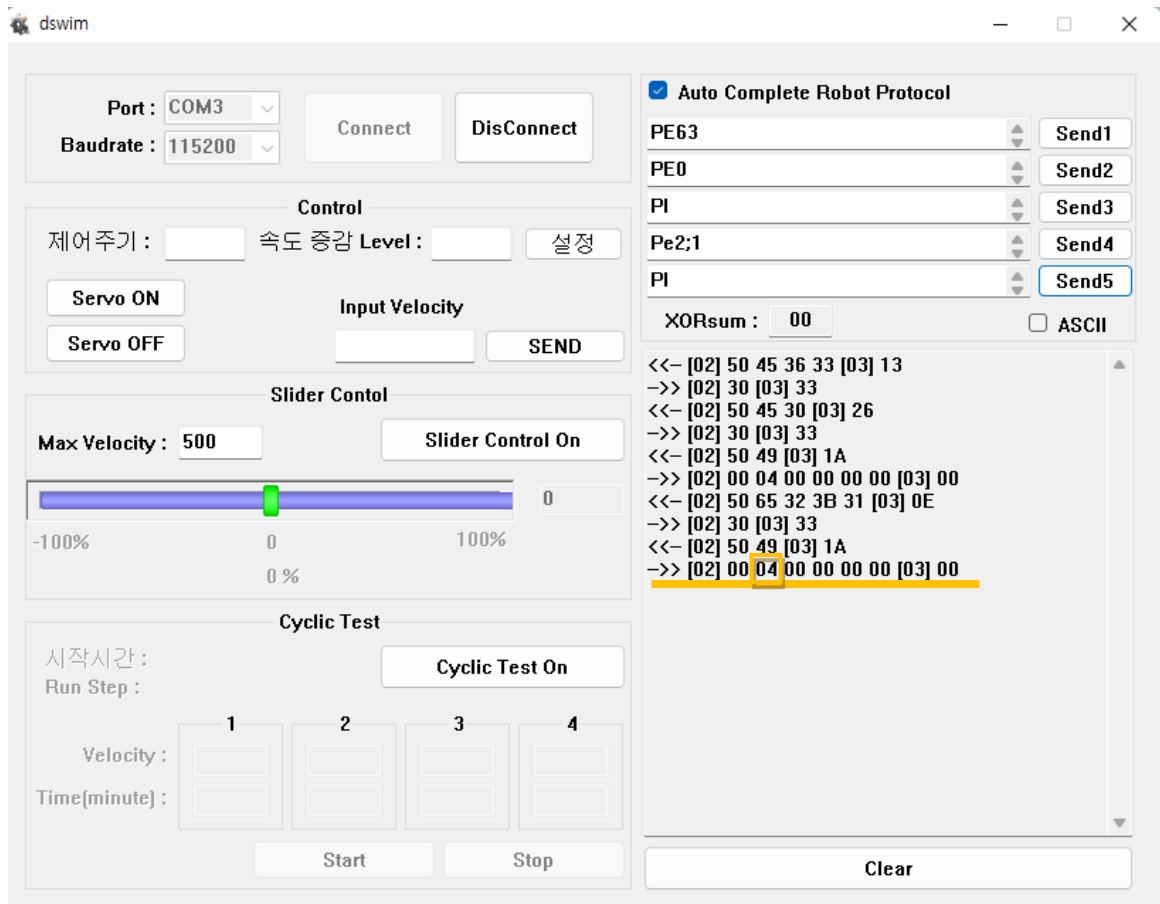 dswim
Port : COM3
Baudrate : 115200
Connect
DisConnect
Control
제어주기 :
속도 증감 Level :
설정
Servo ON
Servo OFF
Input Velocity
SEND
Slider Contol
Max Velocity : 500
Slider Control On
0
-100%
0
100%
0 %
Cyclic Test
시작시간 :
Run Step :
Cyclic Test On
1
2
3
4
Velocity :
Time(minute) :
Start
Stop
Auto Complete Robot Protocol
PE63
Send1
PE0
Send2
PI
Send3
Pe2;1
Send4
PI
Send5
XORsum : 00
ASCII
<<- [02] 50 45 36 33 [03] 13
->> [02] 30 [03] 33
<<- [02] 50 45 30 [03] 26
->> [02] 30 [03] 33
<<- [02] 50 49 [03] 1A
->> [02] 00 04 00 00 00 00 [03] 00
<<- [02] 50 65 32 3B 31 [03] 0E
->> [02] 30 [03] 33
<<- [02] 50 49 [03] 1A
->> [02] 00 04 00 00 00 00 [03] 00
Clear